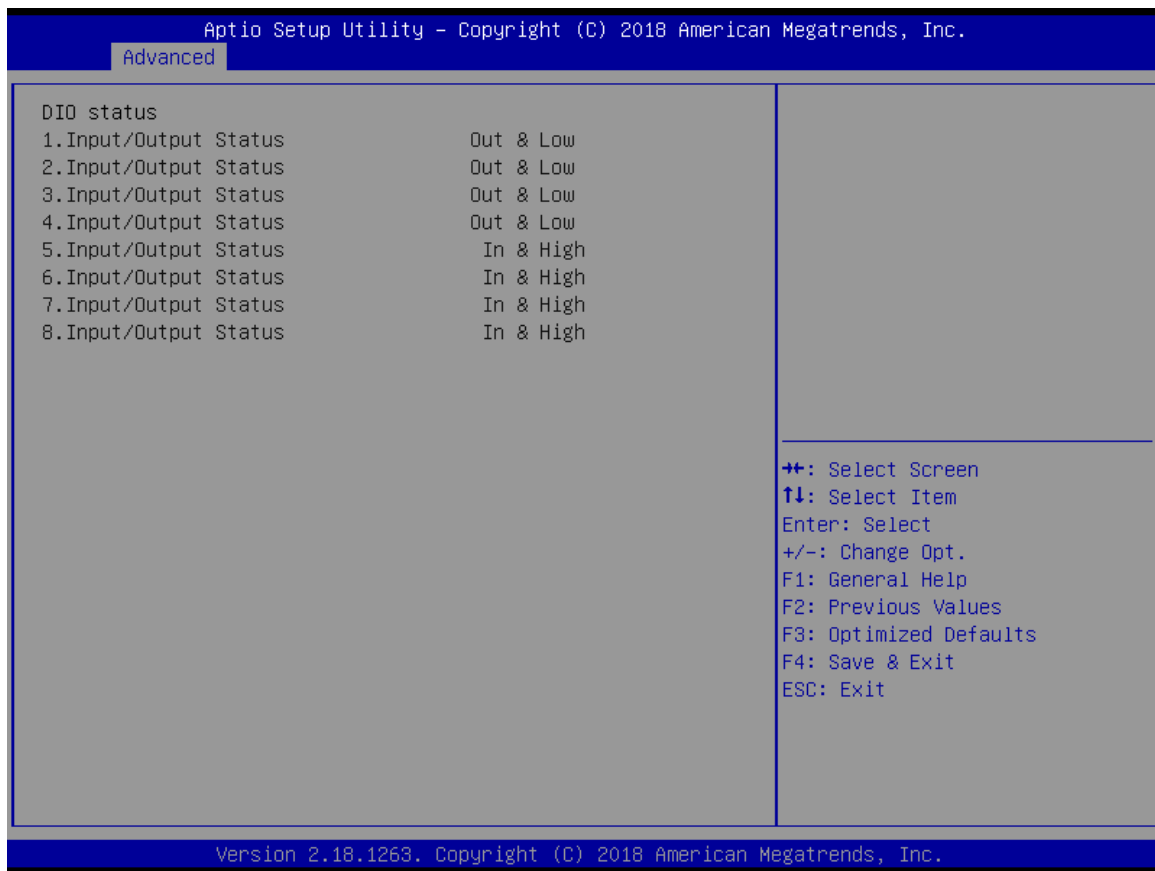 Aptio Setup Utility – Copyright (C) 2018 American Megatrends, Inc.
Advanced
DIO status
1.Input/Output Status Out & Low
2.Input/Output Status Out & Low
3.Input/Output Status Out & Low
4.Input/Output Status Out & Low
5.Input/Output Status In & High
6.Input/Output Status In & High
7.Input/Output Status In & High
8.Input/Output Status In & High
→←: Select Screen
↑↓: Select Item
Enter: Select
+/-: Change Opt.
F1: General Help
F2: Previous Values
F3: Optimized Defaults
F4: Save & Exit
ESC: Exit
Version 2.18.1263. Copyright (C) 2018 American Megatrends, Inc.